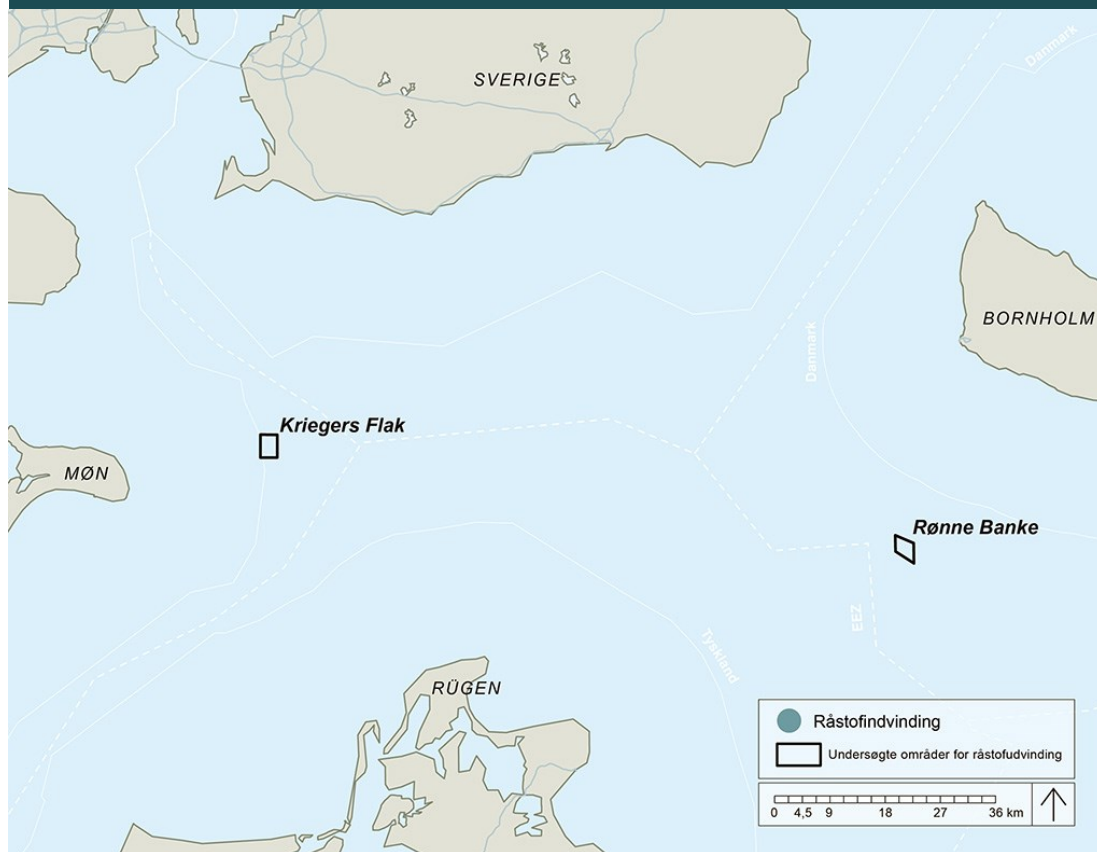 SVERIGE
Danmark
BORNHOLM
Danmark
Kriegers Flak
MØN
Rønne Banke
EEZ
Tyskland
RÜGEN
Råstofindvinding
Undersøgte områder for råstofudvinding
0 4,5 9 18 27 36 km